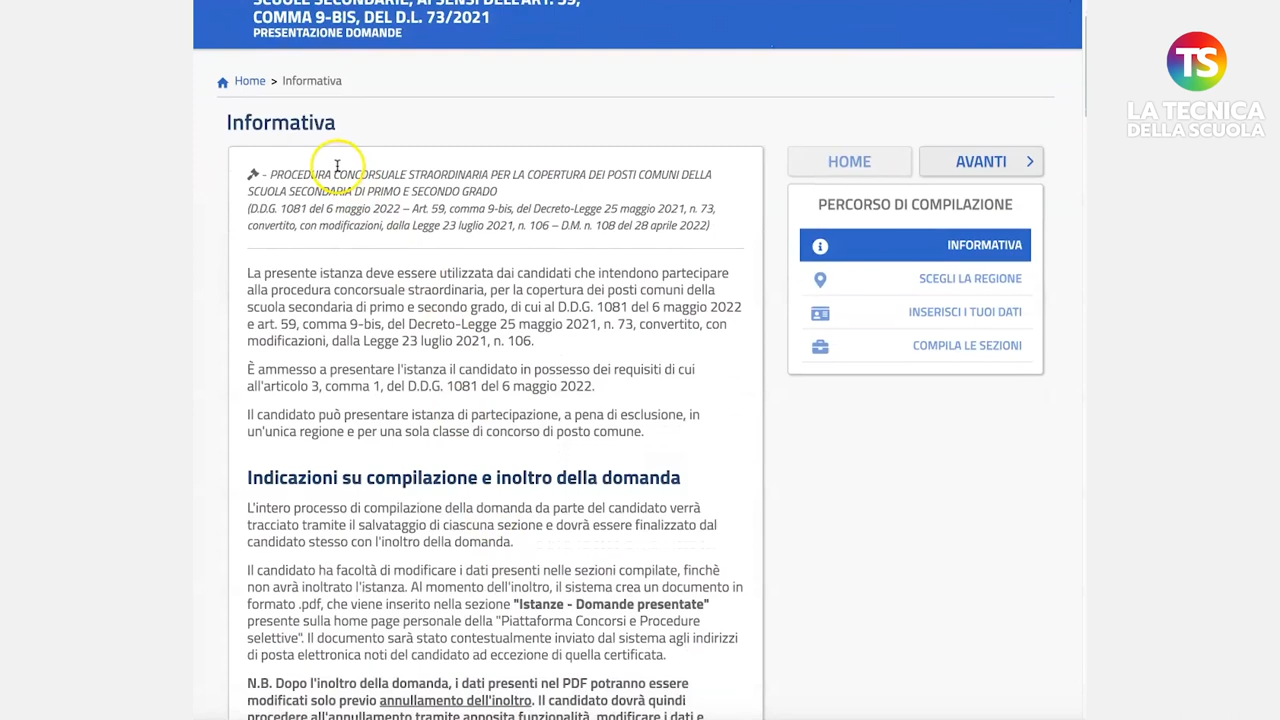 SCUOLE SECONDARIE, AI SENSI DELL'ART. 59,
COMMA 9-BIS, DEL D.L. 73/2021
PRESENTAZIONE DOMANDE
TS
LA TECNICA
DELLA SCUOLA
Home > Informativa
Informativa
- PROCEDURA CONCORSUALE STRAORDINARIA PER LA COPERTURA DEI POSTI COMUNI DELLA
SCUOLA SECONDARIA DI PRIMO E SECONDO GRADO
(D.D.G. 1081 del 6 maggio 2022 – Art. 59, comma 9-bis, del Decreto-Legge 25 maggio 2021, n. 73,
convertito, con modificazioni, dalla Legge 23 luglio 2021, n. 106 – D.M. n. 108 del 28 aprile 2022)
La presente istanza deve essere utilizzata dai candidati che intendono partecipare
alla procedura concorsuale straordinaria, per la copertura dei posti comuni della
scuola secondaria di primo e secondo grado, di cui al D.D.G. 1081 del 6 maggio 2022
e art. 59, comma 9-bis, del Decreto-Legge 25 maggio 2021, n. 73, convertito, con
modificazioni, dalla Legge 23 luglio 2021, n. 106.
È ammesso a presentare l'istanza il candidato in possesso dei requisiti di cui
all'articolo 3, comma 1, del D.D.G. 1081 del 6 maggio 2022.
Il candidato può presentare istanza di partecipazione, a pena di esclusione, in
un'unica regione e per una sola classe di concorso di posto comune.
Indicazioni su compilazione e inoltro della domanda
L'intero processo di compilazione della domanda da parte del candidato verrà
tracciato tramite il salvataggio di ciascuna sezione e dovrà essere finalizzato dal
candidato stesso con l'inoltro della domanda.
Il candidato ha facoltà di modificare i dati presenti nelle sezioni compilate, finchè
non avrà inoltrato l'istanza. Al momento dell'inoltro, il sistema crea un documento in
formato .pdf, che viene inserito nella sezione "Istanze - Domande presentate"
presente sulla home page personale della "Piattaforma Concorsi e Procedure
selettive". Il documento sarà stato contestualmente inviato dal sistema agli indirizzi
di posta elettronica noti del candidato ad eccezione di quella certificata.
N.B. Dopo l'inoltro della domanda, i dati presenti nel PDF potranno essere
modificati solo previo annullamento dell'inoltro. Il candidato dovrà quindi
procedere all'annullamento tramite apposita funzionalità, modificare i dati e
HOME
AVANTI
PERCORSO DI COMPILAZIONE
INFORMATIVA
SCEGLI LA REGIONE
INSERISCI I TUOI DATI
COMPILA LE SEZIONI